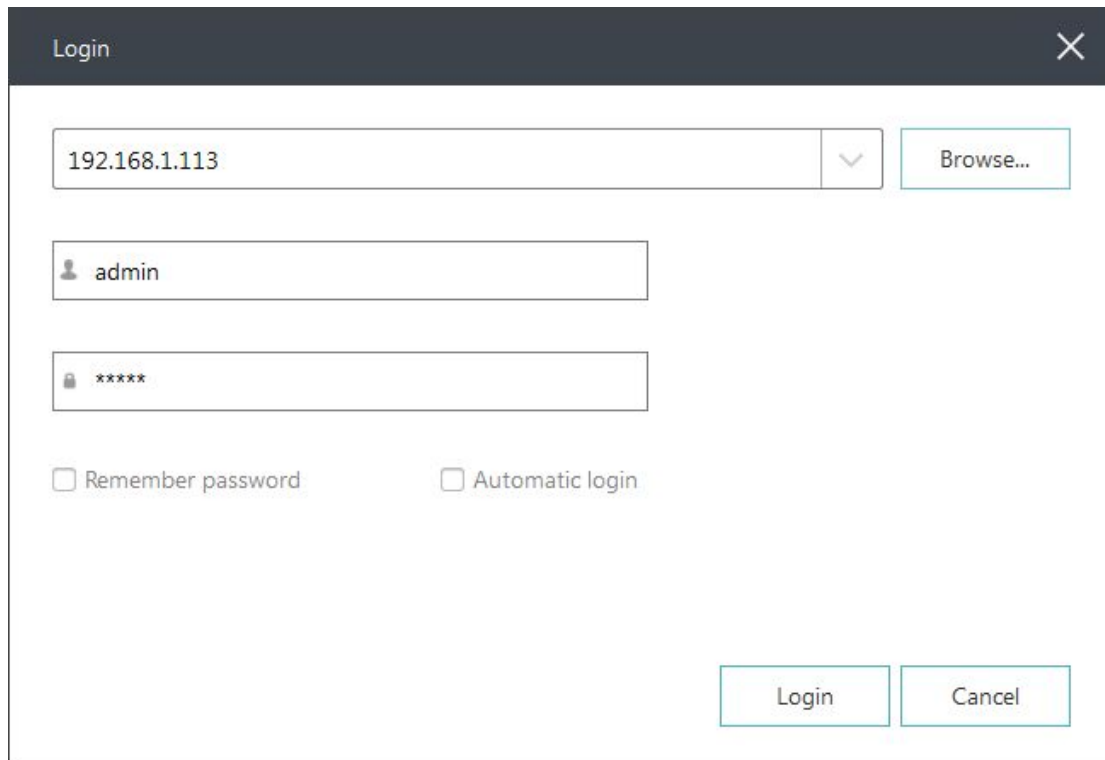 Login
192.168.1.113
Browse...
admin
*****
Remember password
Automatic login
Login
Cancel